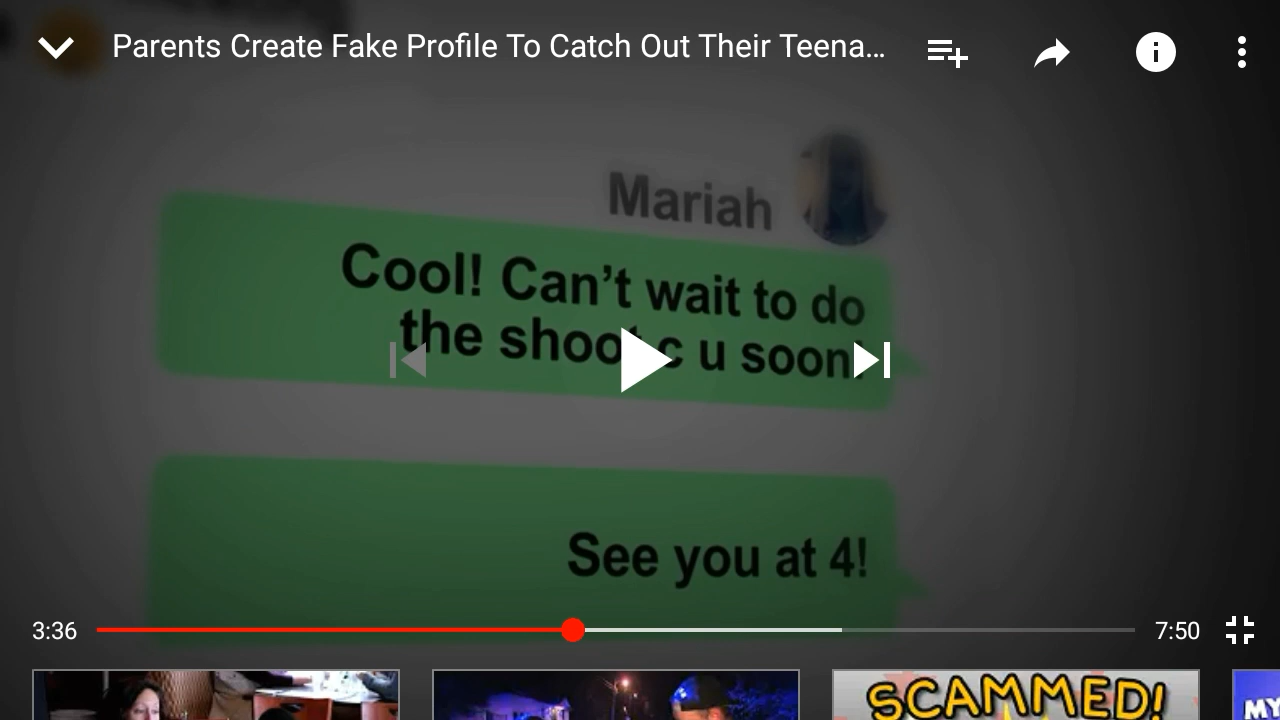 Parents Create Fake Profile To Catch Out Their Teena...
Mariah
Cool! Can't wait to do
the shoot c u soon!
See you at 4!
3:36
7:50
SCAMMED!
MY